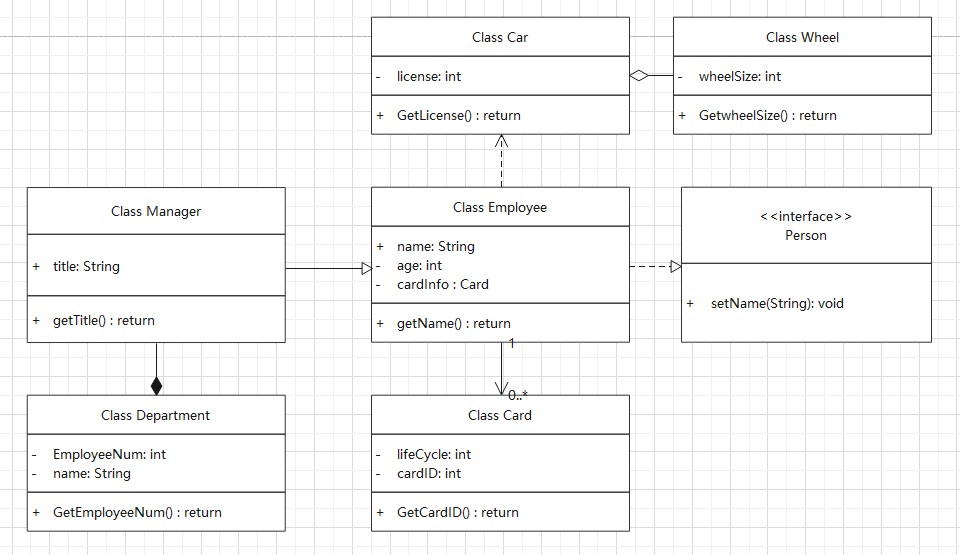 Class Car
- license: int
+ GetLicense() : return
Class Wheel
- wheelSize: int
+ GetwheelSize() : return
Class Manager
+ title: String
+ getTitle() : return
Class Employee
+ name: String
- age: int
- cardInfo : Card
+ getName() : return
<<interface>>
Person
+ setName(String): void
1
0..*
Class Department
- EmployeeNum: int
- name: String
+ GetEmployeeNum() : return
Class Card
- lifeCycle: int
- cardID: int
+ GetCardID() : return